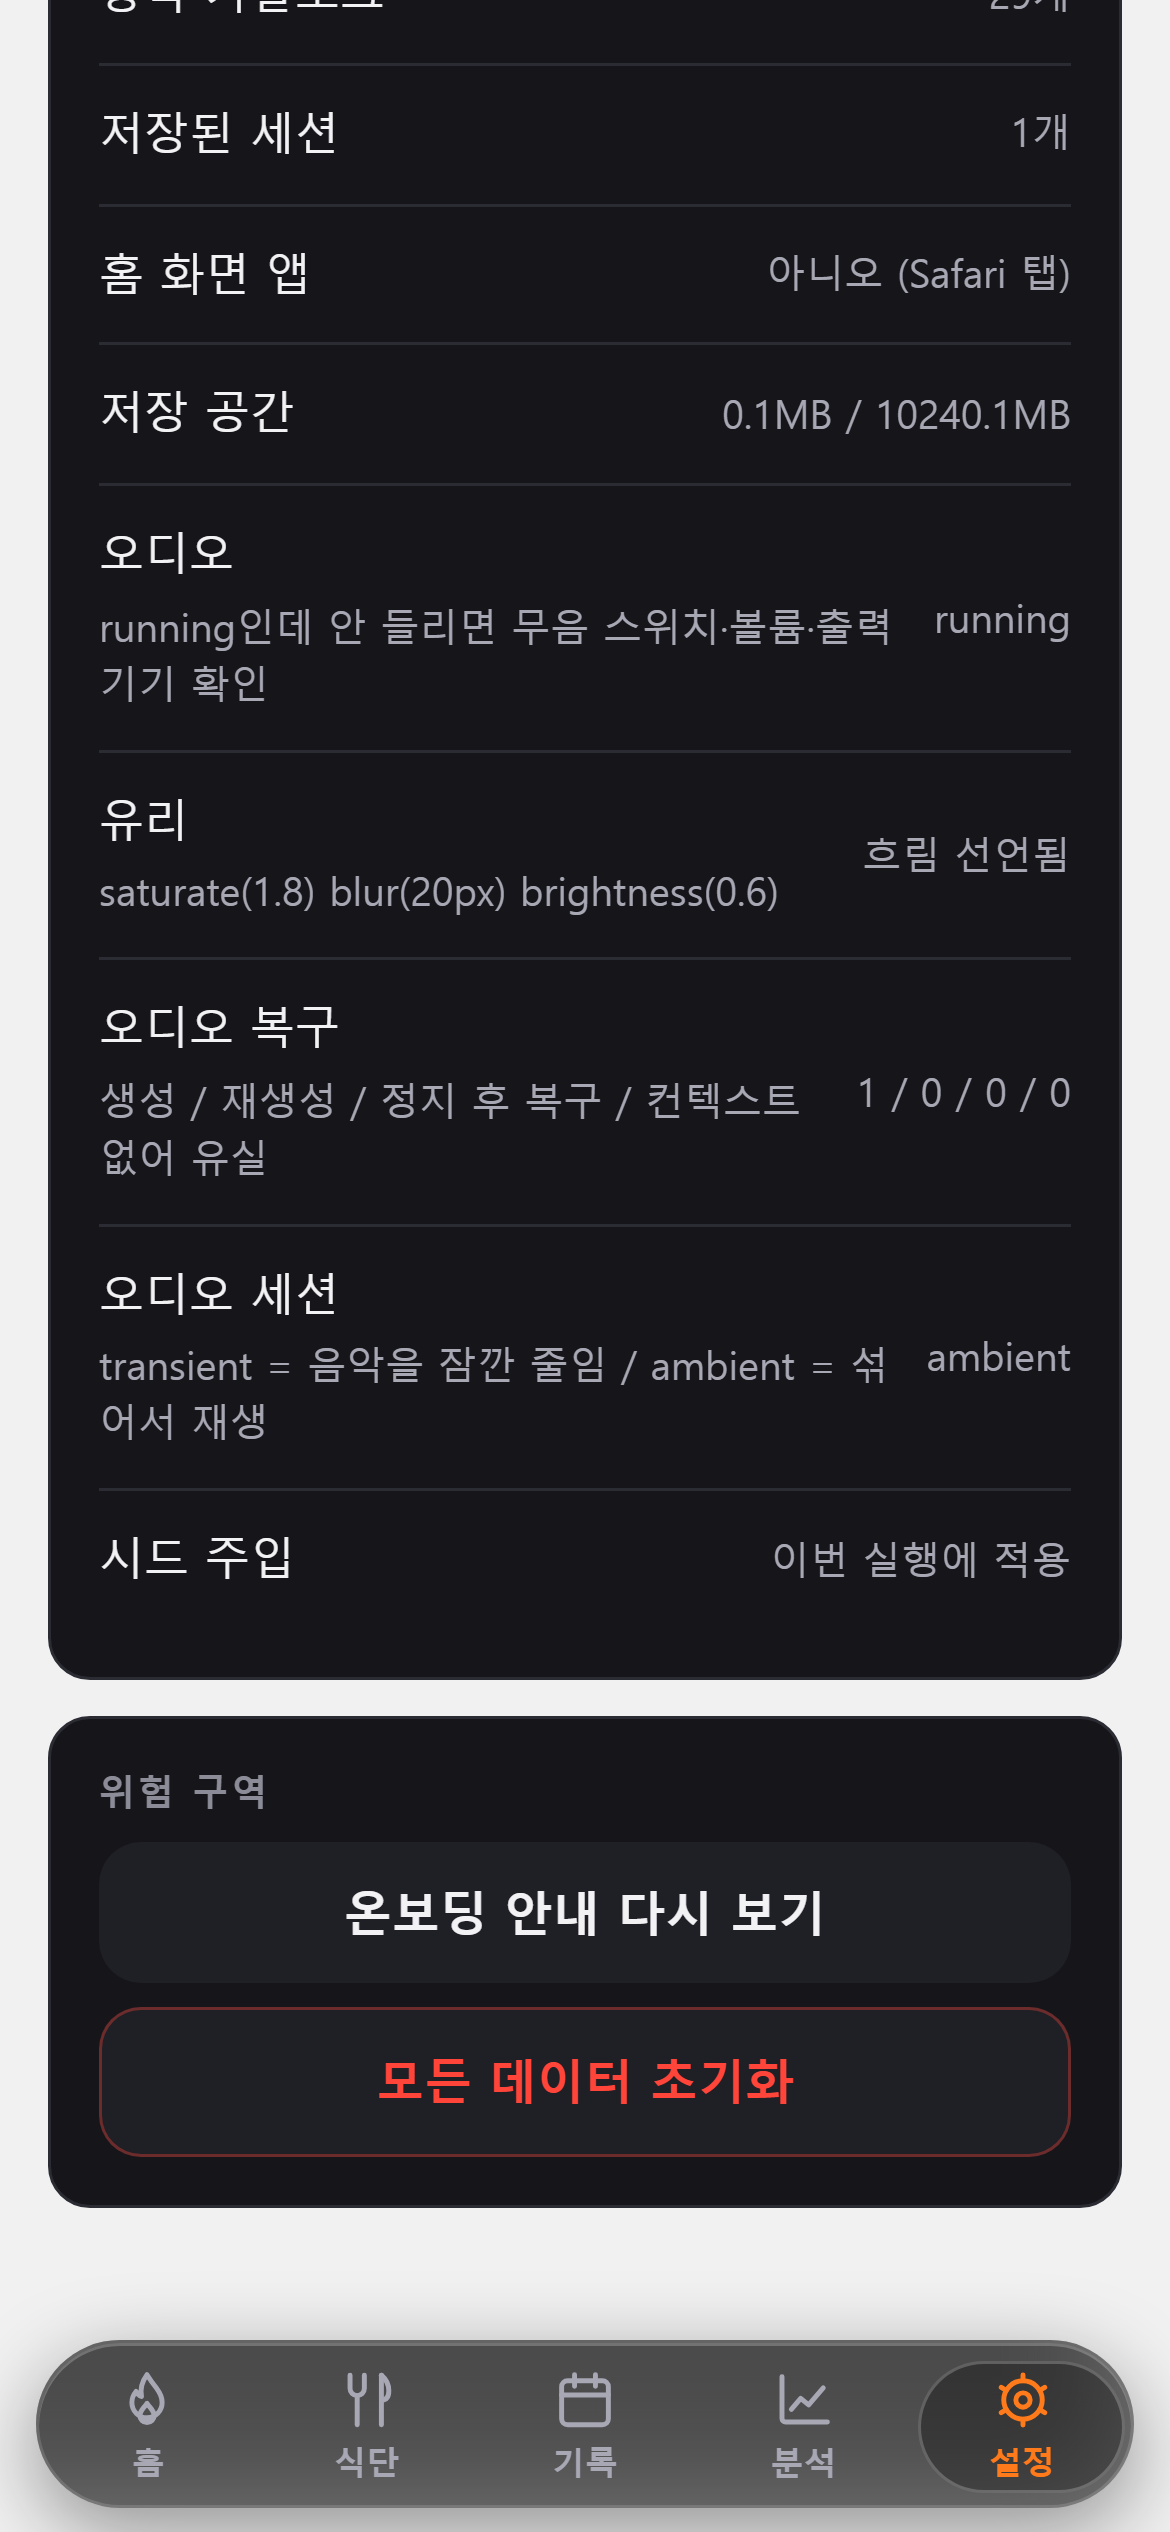 저장된 세션
1개
홈 화면 앱
아니오 (Safari 탭)
저장 공간
0.1MB / 10240.1MB
오디오
running인데 안 들리면 무음 스위치·볼륨·출력
기기 확인
running
유리
saturate(1.8) blur(20px) brightness(0.6)
흐림 선언됨
오디오 복구
생성 / 재생성 / 정지 후 복구 / 컨텍스트
없어 유실
1 / 0 / 0 / 0
오디오 세션
transient = 음악을 잠깐 줄임 / ambient = 섞
어서 재생
ambient
시드 주입
이번 실행에 적용
위험 구역
온보딩 안내 다시 보기
모든 데이터 초기화
홈
식단
기록
분석
설정